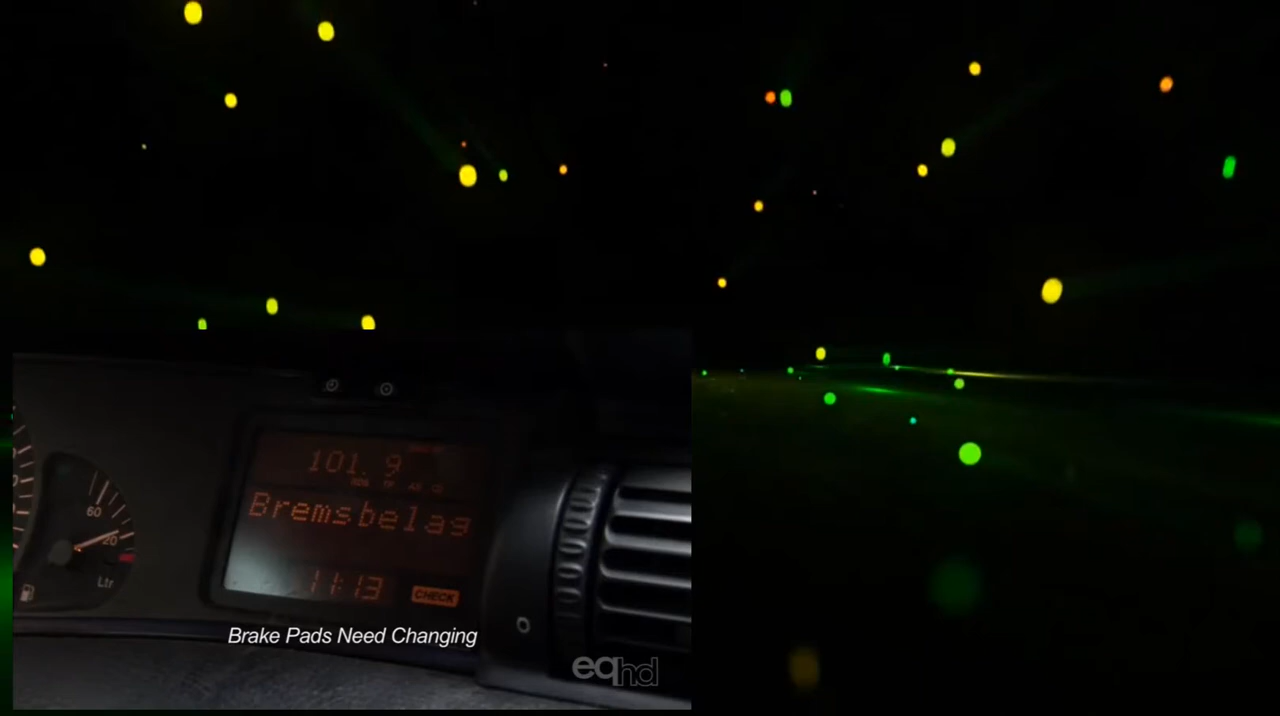 101.9
Bremsbelag
11:13
CHECK
60
20
Ltr
Brake Pads Need Changing
eqhd